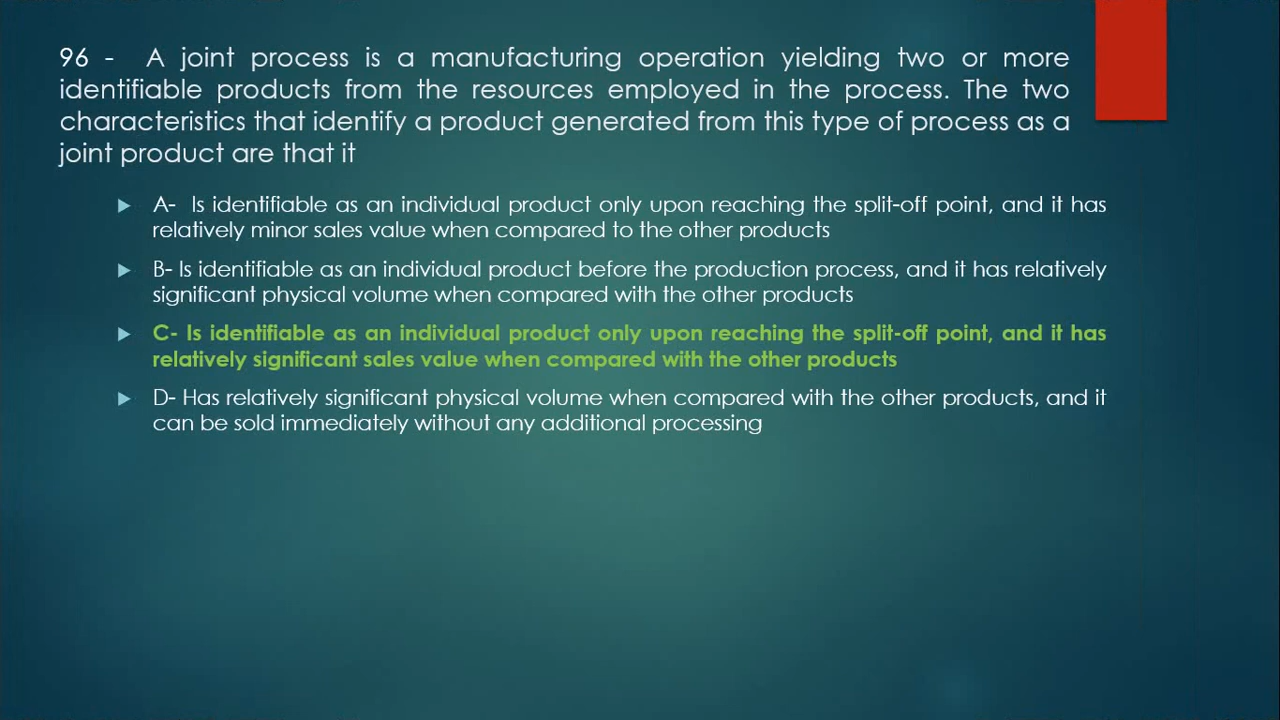 96 - A joint process is a manufacturing operation yielding two or more
identifiable products from the resources employed in the process. The two
characteristics that identify a product generated from this type of process as a
joint product are that it
A- Is identifiable as an individual product only upon reaching the split-off point, and it has
relatively minor sales value when compared to the other products
B- Is identifiable as an individual product before the production process, and it has relatively
significant physical volume when compared with the other products
C- Is identifiable as an individual product only upon reaching the split-off point, and it has
relatively significant sales value when compared with the other products
D- Has relatively significant physical volume when compared with the other products, and it
can be sold immediately without any additional processing